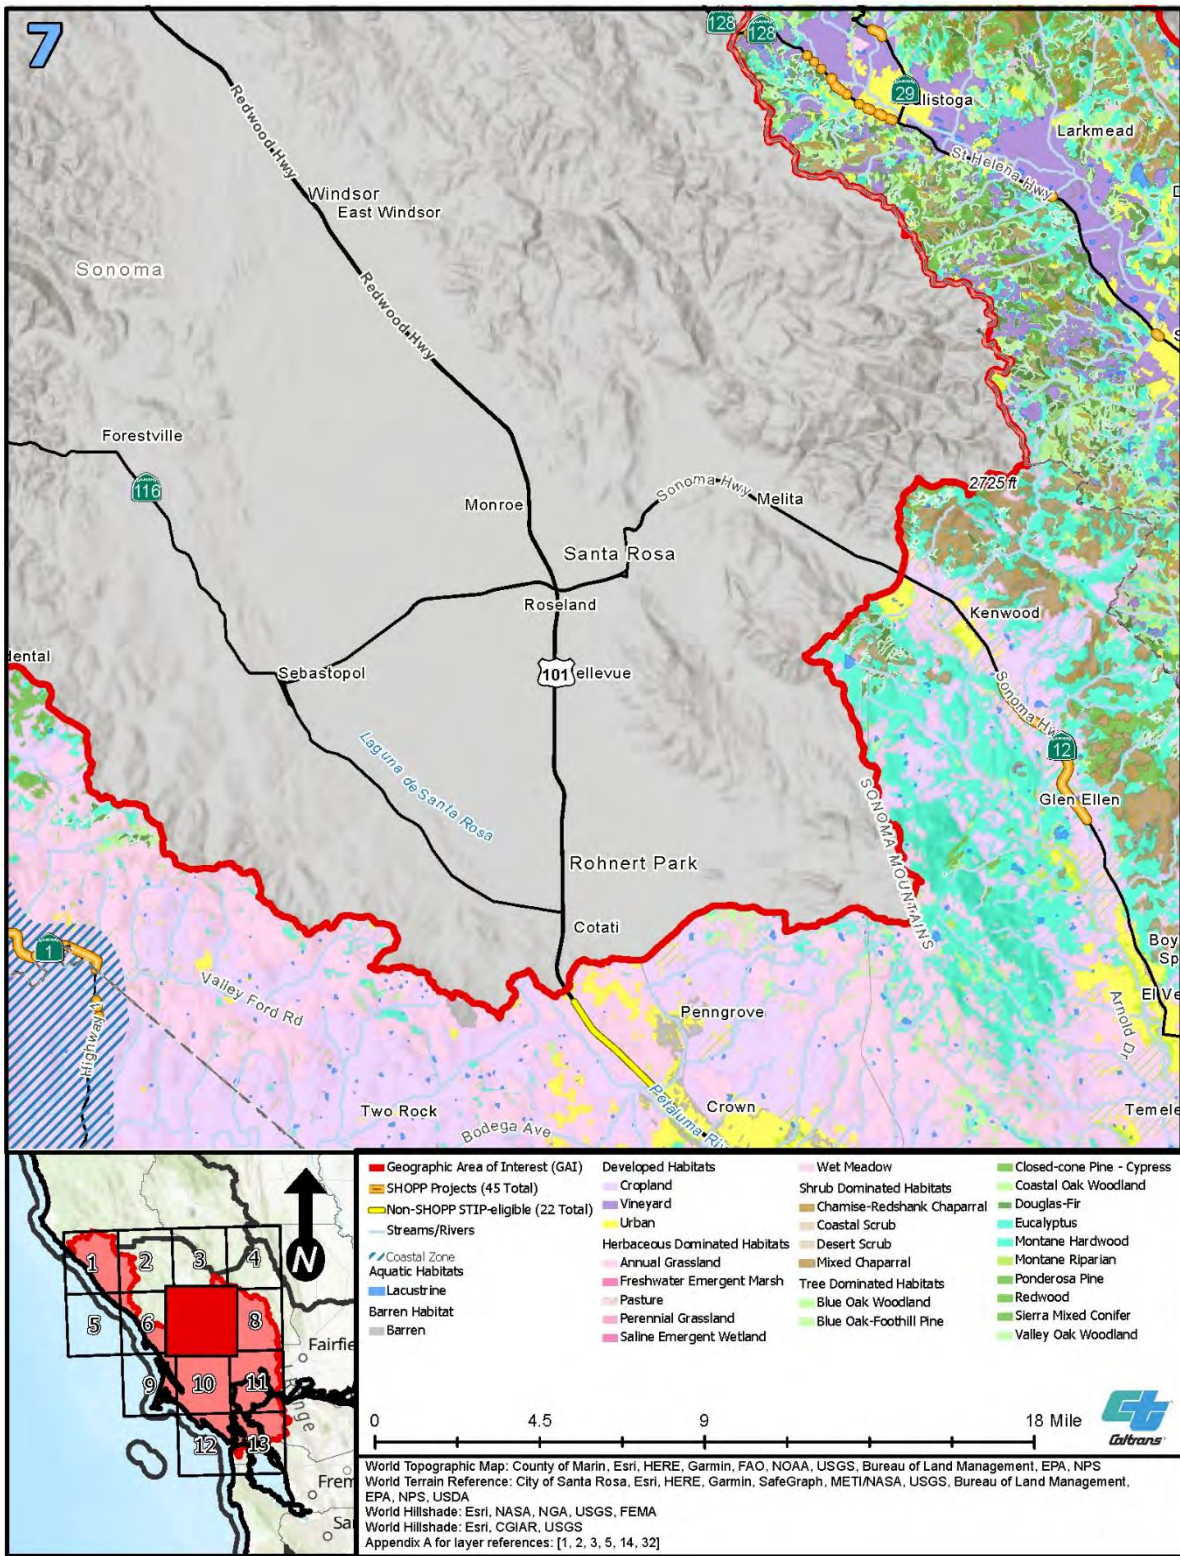 7
128
128
29
alistoga
Larkmead
St Helena Hwy
Redwood Hwy
Windsor
East Windsor
Sonoma
Redwood Hwy
Forestville
116
2725 ft
Sonoma Hwy
Melita
Monroe
Santa Rosa
Roseland
Kenwood
dental
Sebastopol
101
ellevue
Sonoma Hw
12
Laguna de Santa Rosa
Glen Ellen
SONOMA MOUNTAINS
Rohnert Park
Cotati
1
Boy
Sp
Valley Ford Rd
El Ve
Penngrove
Arnold Dr
Highway 1
Petaluma Riv
Two Rock
Crown
Temele
Bodega Ave
1
2
3
4
5
6
8
9
10
11
12
13
N
Fairfie
Range
Frem
Sa
Geographic Area of Interest (GAI)
SHOPP Projects (45 Total)
Non-SHOPP STIP-eligible (22 Total)
Streams/Rivers
Coastal Zone
Aquatic Habitats
Lacustrine
Barren Habitat
Barren
Developed Habitats
Cropland
Vineyard
Urban
Herbaceous Dominated Habitats
Annual Grassland
Freshwater Emergent Marsh
Pasture
Perennial Grassland
Saline Emergent Wetland
Wet Meadow
Shrub Dominated Habitats
Chamise-Redshank Chaparral
Coastal Scrub
Desert Scrub
Mixed Chaparral
Tree Dominated Habitats
Blue Oak Woodland
Blue Oak-Foothill Pine
Closed-cone Pine - Cypress
Coastal Oak Woodland
Douglas-Fir
Eucalyptus
Montane Hardwood
Montane Riparian
Ponderosa Pine
Redwood
Sierra Mixed Conifer
Valley Oak Woodland
0 4.5 9 18 Mile
Caltrans
World Topographic Map: County of Marin, Esri, HERE, Garmin, FAO, NOAA, USGS, Bureau of Land Management, EPA, NPS
World Terrain Reference: City of Santa Rosa, Esri, HERE, Garmin, SafeGraph, METI/NASA, USGS, Bureau of Land Management,
EPA, NPS, USDA
World Hillshade: Esri, NASA, NGA, USGS, FEMA
World Hillshade: Esri, CGIAR, USGS
Appendix A for layer references: [1, 2, 3, 5, 14, 32]